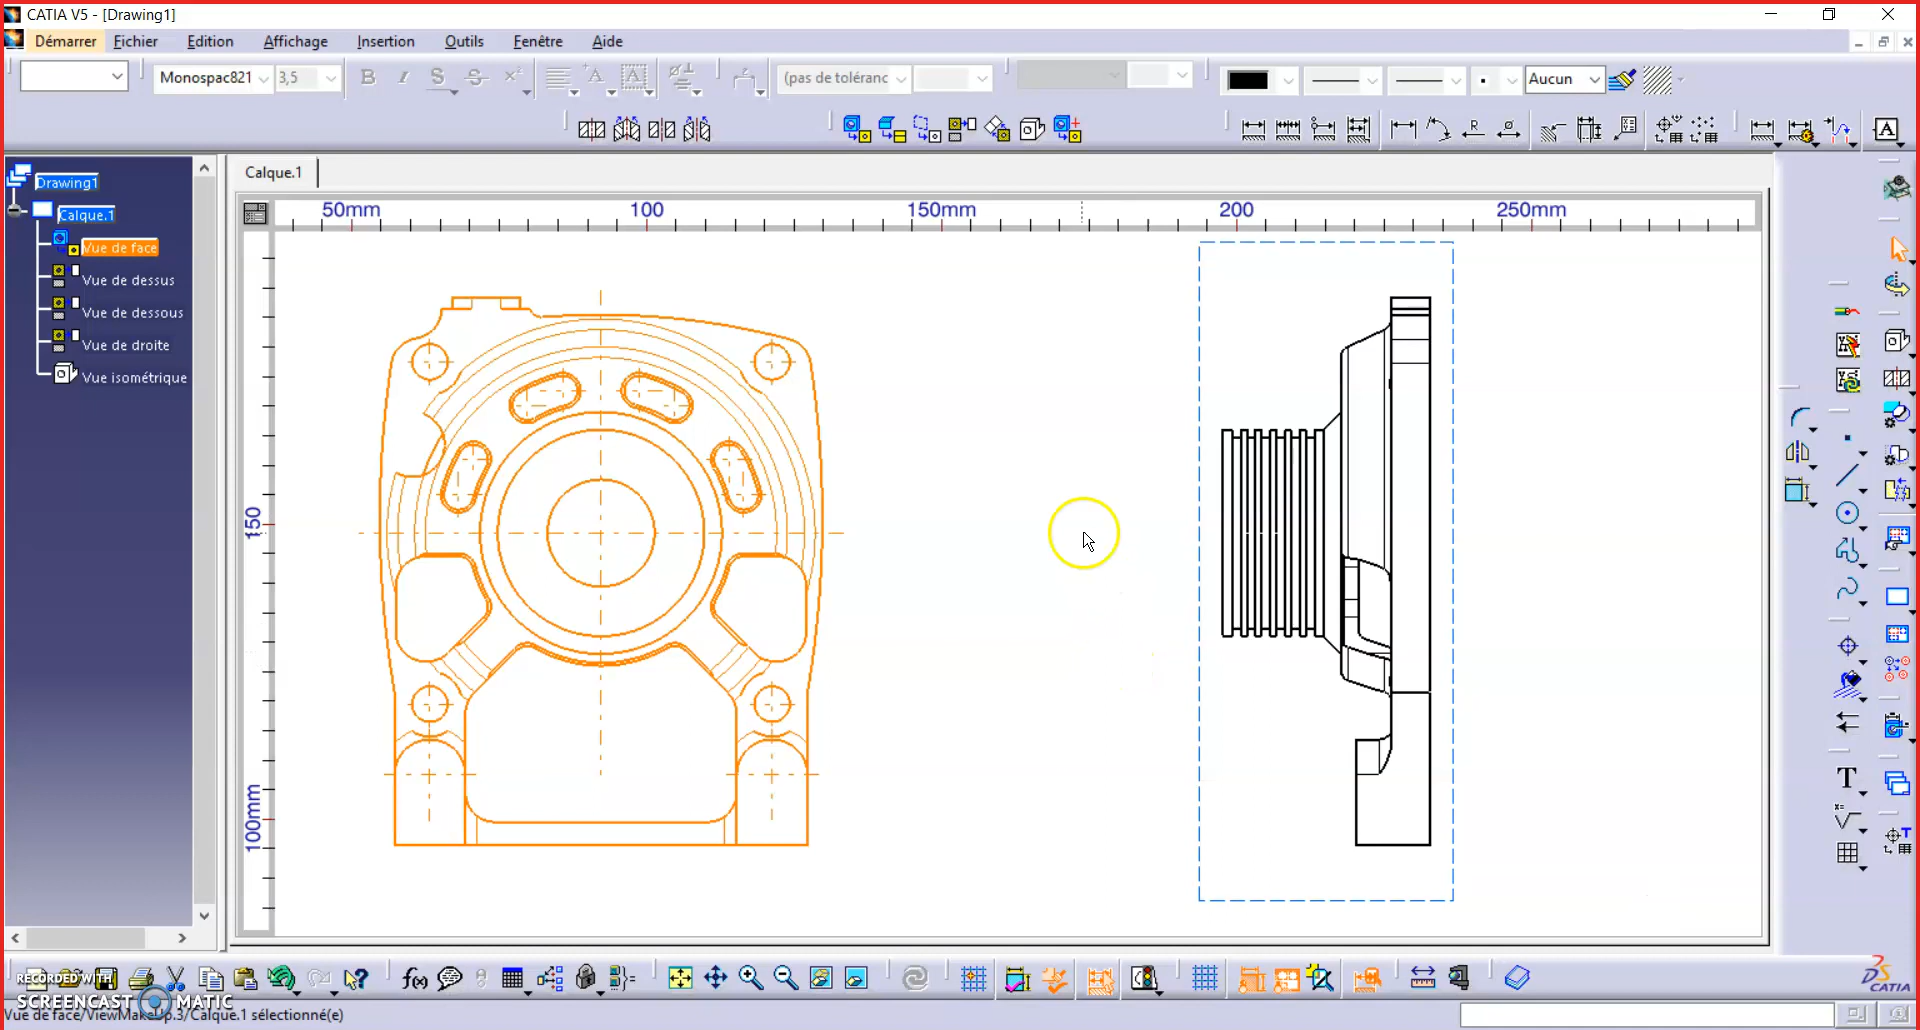 CATIA V5 - [Drawing1]
Démarrer Fichier Edition Affichage Insertion Outils Fenêtre Aide
Monospac821 3,5 B S S (pas de toléranc Aucun
A
Calque.1
Drawing1
Calque.1
Vue de face
Vue de dessus
Vue de dessous
Vue de droite
Vue isométrique
50mm 100 150mm 200 250mm
150
100mm
T
f(x)
RECORDED WITH
SCREENCAST MATIC
CATIA
Vue de face/ViewMakeUp.3/Calque.1 sélectionné(e)